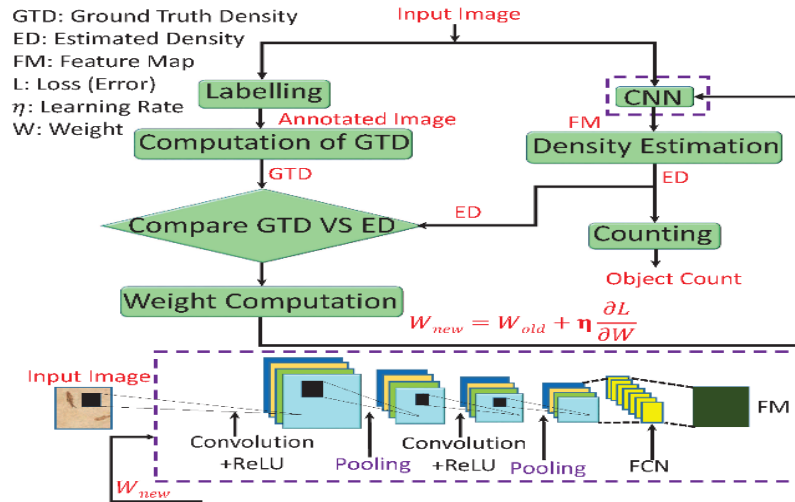 GTD: Ground Truth Density
ED: Estimated Density
FM: Feature Map
L: Loss (Error)
η: Learning Rate
W: Weight
Input Image
Labelling
CNN
Annotated Image
FM
Computation of GTD
Density Estimation
GTD
ED
ED
Compare GTD VS ED
Counting
Object Count
Weight Computation
W_new = W_old + η ∂L/∂W
Input Image
FM
Convolution
+ReLU
Pooling
Convolution
+ReLU
Pooling
FCN
W_new